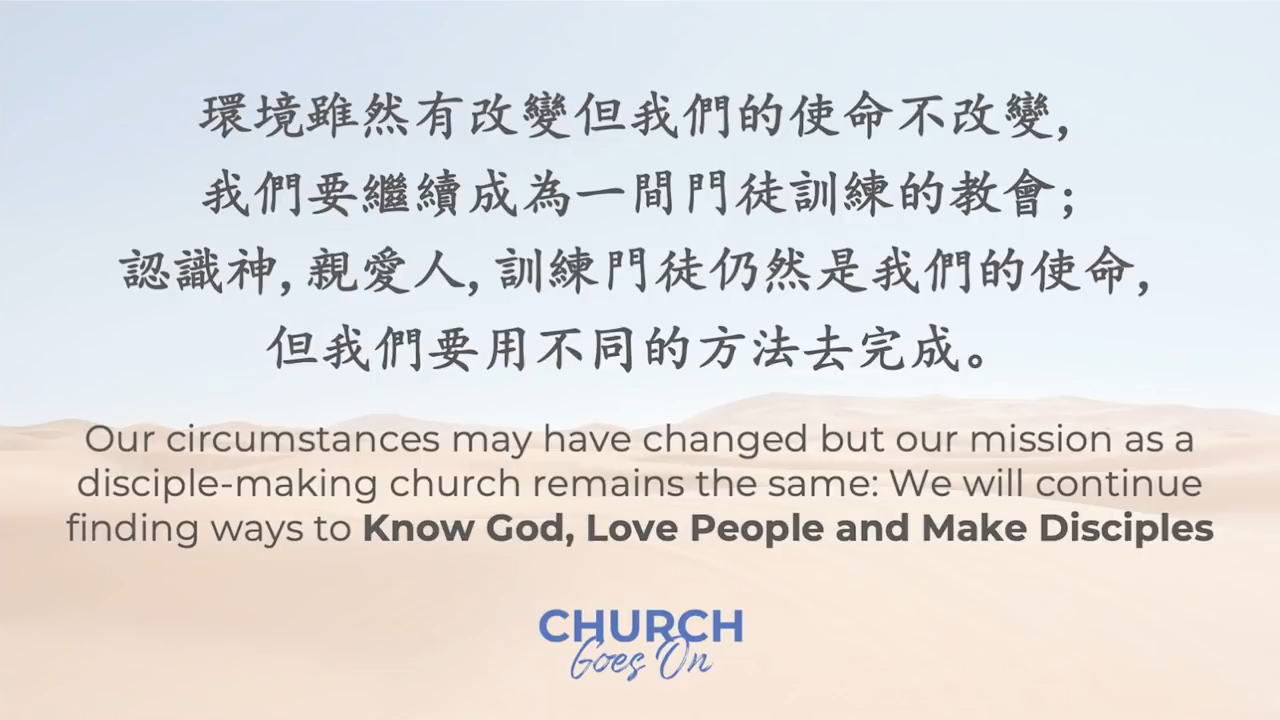 環境雖然有改變但我們的使命不改變,
我們要繼續成為一間門徒訓練的教會;
認識神,親愛人,訓練門徒仍然是我們的使命,
但我們要用不同的方法去完成。
Our circumstances may have changed but our mission as a
disciple-making church remains the same: We will continue
finding ways to Know God, Love People and Make Disciples
CHURCH
Goes On